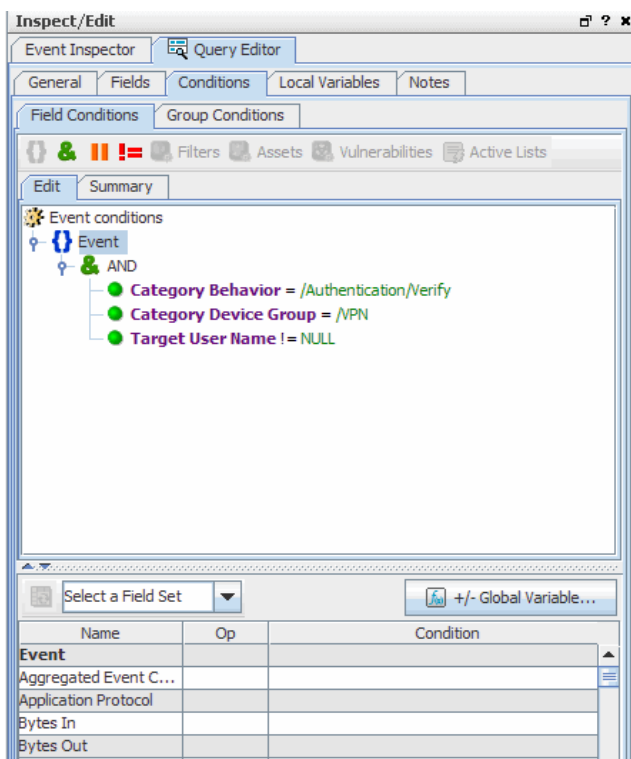 Inspect/Edit
Event Inspector Query Editor
General Fields Conditions Local Variables Notes
Field Conditions Group Conditions
Filters Assets Vulnerabilities Active Lists
Edit Summary
Event conditions
Event
& AND
Category Behavior = /Authentication/Verify
Category Device Group = /VPN
Target User Name != NULL
Select a Field Set +/- Global Variable...
Name Op Condition
Event
Aggregated Event C...
Application Protocol
Bytes In
Bytes Out